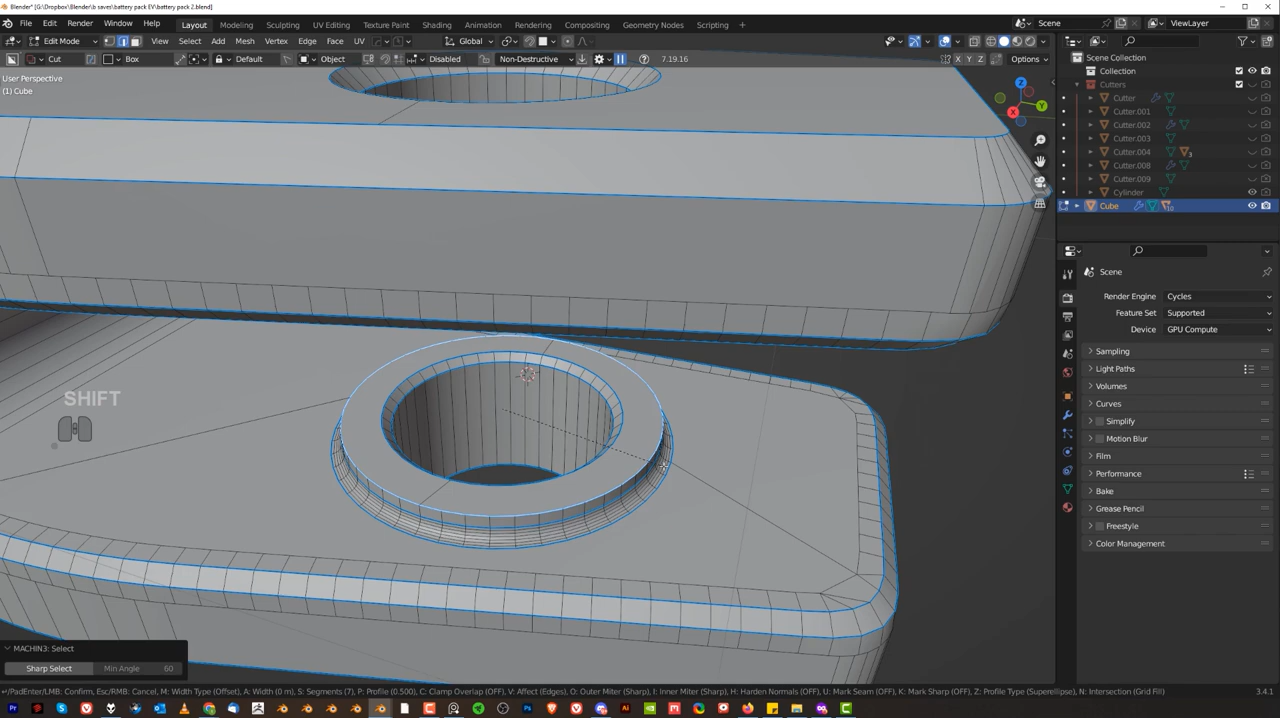 Blender* [G:\Dropbox\Blender\b saves\battery pack EV\battery pack 2.blend]
File Edit Render Window Help Layout Modeling Sculpting UV Editing Texture Paint Shading Animation Rendering Compositing Geometry Nodes Scripting + Scene ViewLayer
Edit Mode View Select Add Mesh Vertex Edge Face UV Global
Cut Box Default Object Disabled Non-Destructive 7.19.16 X Y Z Options
User Perspective
(1) Cube
Z
Y
X
Scene Collection
Collection
Cutters
Cutter
Cutter.001
Cutter.002
Cutter.003
Cutter.004 3
Cutter.008
Cutter.009
Cylinder
Cube 10
Scene
Render Engine Cycles
Feature Set Supported
Device GPU Compute
Sampling
Light Paths
Volumes
Curves
Simplify
Motion Blur
Film
Performance
Bake
Grease Pencil
Freestyle
Color Management
SHIFT
MACHIN3: Select
Sharp Select Min Angle 60
↵/PadEnter/LMB: Confirm, Esc/RMB: Cancel, M: Width Type (Offset), A: Width (0 m), S: Segments (7), P: Profile (0.500), C: Clamp Overlap (OFF), V: Affect (Edges), O: Outer Miter (Sharp), I: Inner Miter (Sharp), H: Harden Normals (OFF), U: Mark Seam (OFF), K: Mark Sharp (OFF), Z: Profile Type (Superellipse), N: Intersection (Grid Fill) 3.4.1